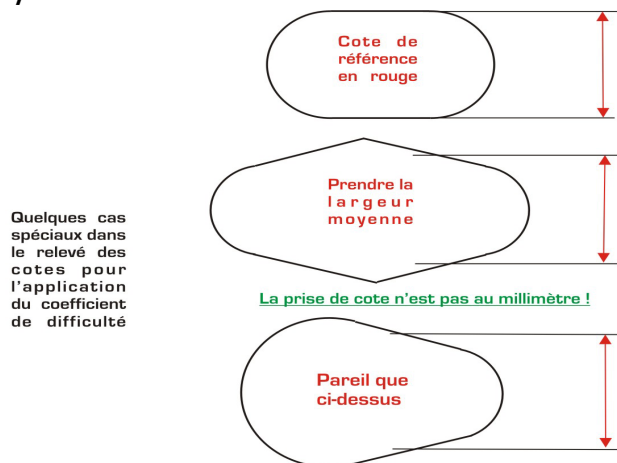 Cote de
référence
en rouge
Prendre la
largeur
moyenne
Quelques cas
spéciaux dans
le relevé des
cotes pour
l'application
du coefficient
de difficulté
La prise de cote n'est pas au millimètre !
Pareil que
ci-dessus